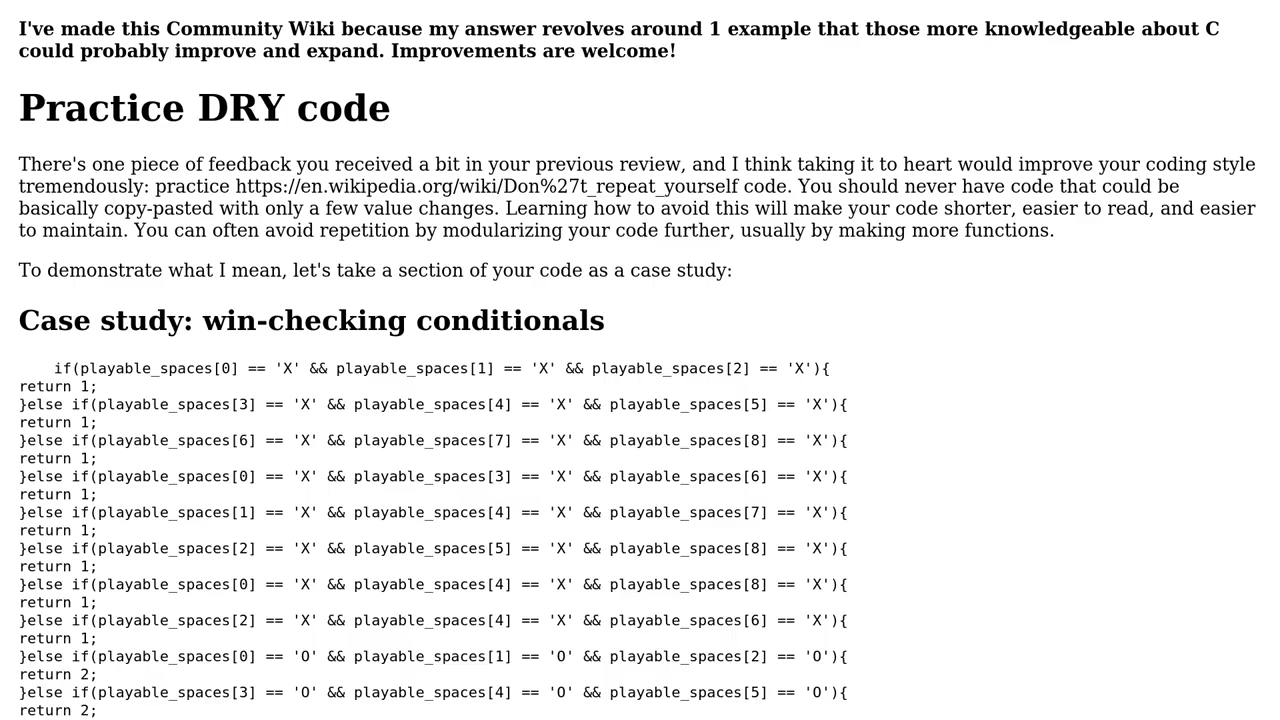 I've made this Community Wiki because my answer revolves around 1 example that those more knowledgeable about C
could probably improve and expand. Improvements are welcome!
Practice DRY code
There's one piece of feedback you received a bit in your previous review, and I think taking it to heart would improve your coding style
tremendously: practice https://en.wikipedia.org/wiki/Don%27t_repeat_yourself code. You should never have code that could be
basically copy-pasted with only a few value changes. Learning how to avoid this will make your code shorter, easier to read, and easier
to maintain. You can often avoid repetition by modularizing your code further, usually by making more functions.
To demonstrate what I mean, let's take a section of your code as a case study:
Case study: win-checking conditionals
    if(playable_spaces[0] == 'X' && playable_spaces[1] == 'X' && playable_spaces[2] == 'X'){
return 1;
}else if(playable_spaces[3] == 'X' && playable_spaces[4] == 'X' && playable_spaces[5] == 'X'){
return 1;
}else if(playable_spaces[6] == 'X' && playable_spaces[7] == 'X' && playable_spaces[8] == 'X'){
return 1;
}else if(playable_spaces[0] == 'X' && playable_spaces[3] == 'X' && playable_spaces[6] == 'X'){
return 1;
}else if(playable_spaces[1] == 'X' && playable_spaces[4] == 'X' && playable_spaces[7] == 'X'){
return 1;
}else if(playable_spaces[2] == 'X' && playable_spaces[5] == 'X' && playable_spaces[8] == 'X'){
return 1;
}else if(playable_spaces[0] == 'X' && playable_spaces[4] == 'X' && playable_spaces[8] == 'X'){
return 1;
}else if(playable_spaces[2] == 'X' && playable_spaces[4] == 'X' && playable_spaces[6] == 'X'){
return 1;
}else if(playable_spaces[0] == 'O' && playable_spaces[1] == 'O' && playable_spaces[2] == 'O'){
return 2;
}else if(playable_spaces[3] == 'O' && playable_spaces[4] == 'O' && playable_spaces[5] == 'O'){
return 2;